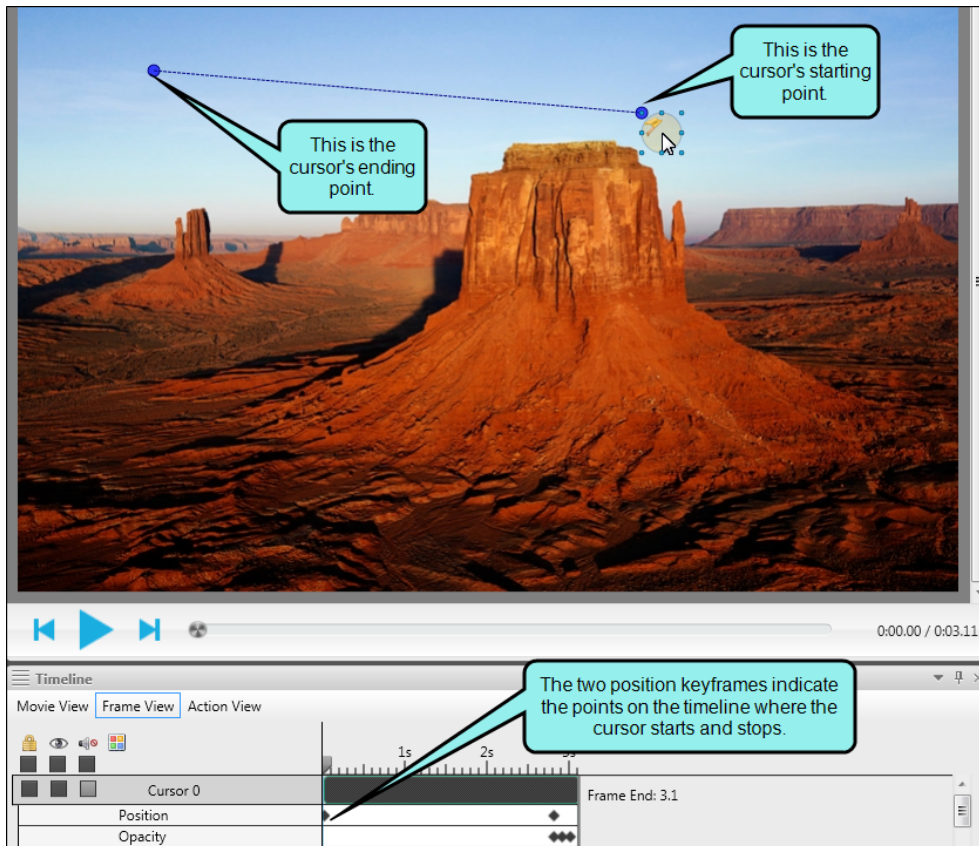 This is the
cursor's starting
point.
This is the
cursor's ending
point.
0:00.00 / 0:03.11
Timeline
The two position keyframes indicate
the points on the timeline where the
cursor starts and stops.
Movie View Frame View Action View
1s 2s
Cursor 0
Frame End: 3.1
Position
Opacity